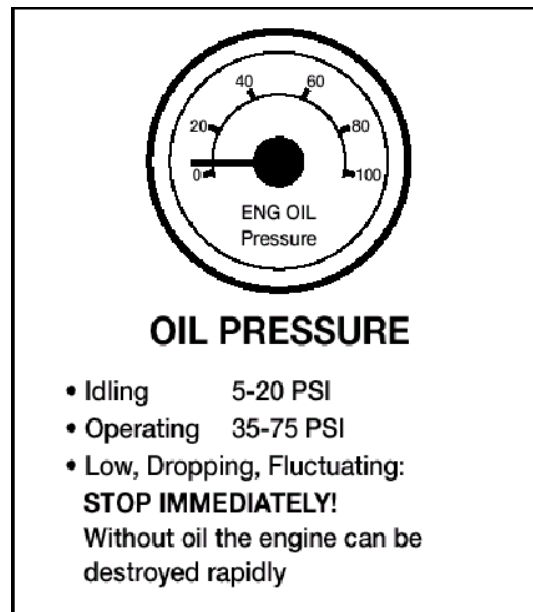 40 60
20 80
0 100
ENG OIL
Pressure
OIL PRESSURE
• Idling 5-20 PSI
• Operating 35-75 PSI
• Low, Dropping, Fluctuating:
STOP IMMEDIATELY!
Without oil the engine can be
destroyed rapidly